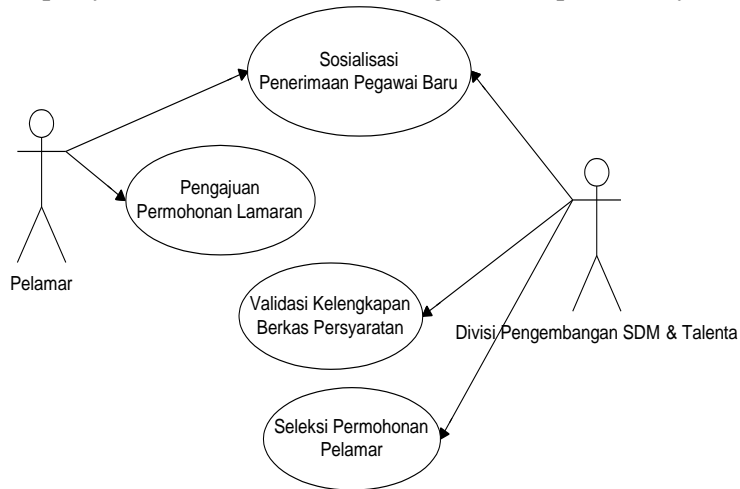 Sosialisasi
Penerimaan Pegawai Baru
Pengajuan
Permohonan Lamaran
Pelamar
Validasi Kelengkapan
Berkas Persyaratan
Divisi Pengembangan SDM & Talenta
Seleksi Permohonan
Pelamar